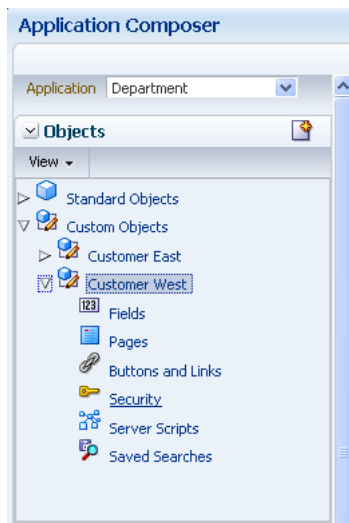 Application Composer
Application Department
Objects
View
Standard Objects
Custom Objects
Customer East
Customer West
123 Fields
Pages
Buttons and Links
Security
Server Scripts
Saved Searches